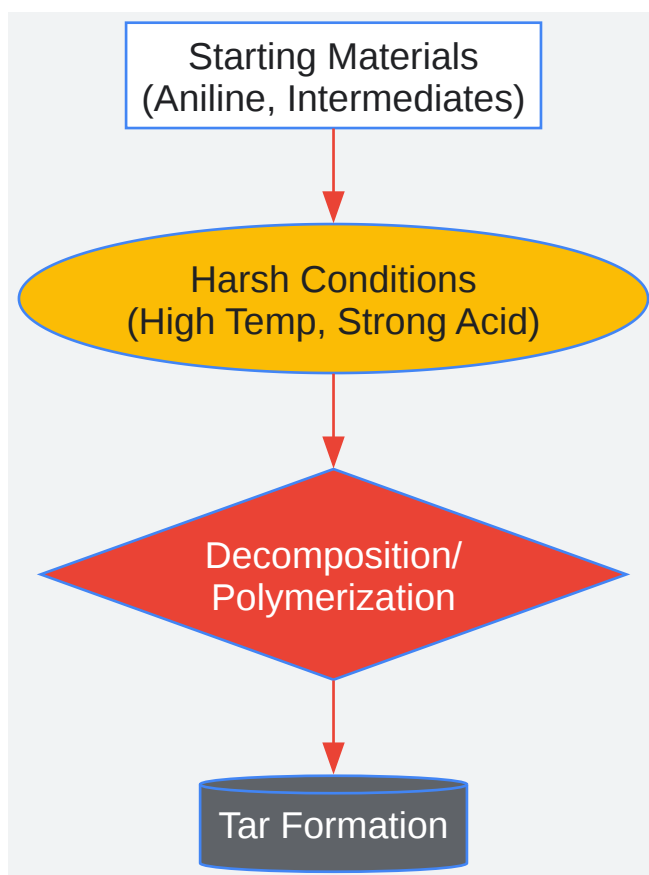 Starting Materials
(Aniline, Intermediates)
Harsh Conditions
(High Temp, Strong Acid)
Decomposition/
Polymerization
Tar Formation